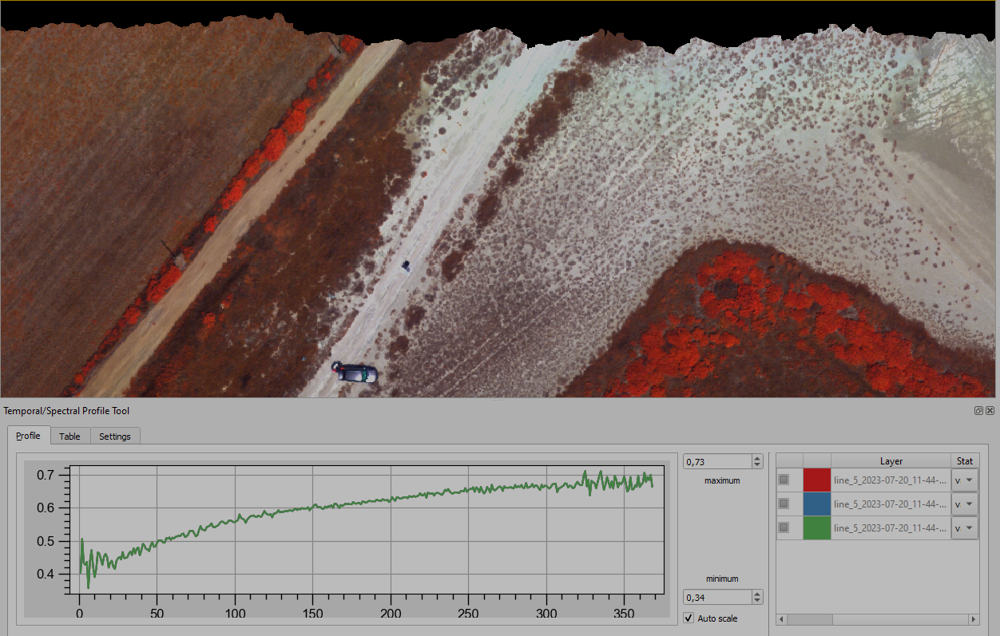 Temporal/Spectral Profile Tool
Profile Table Settings
0.7
0.6
0.5
0.4
0 50 100 150 200 250 300 350
0,73
maximum
minimum
0,34
Auto scale
Layer Stat
line_5_2023-07-20_11-44-... v
line_5_2023-07-20_11-44-... v
line_5_2023-07-20_11-44-... v